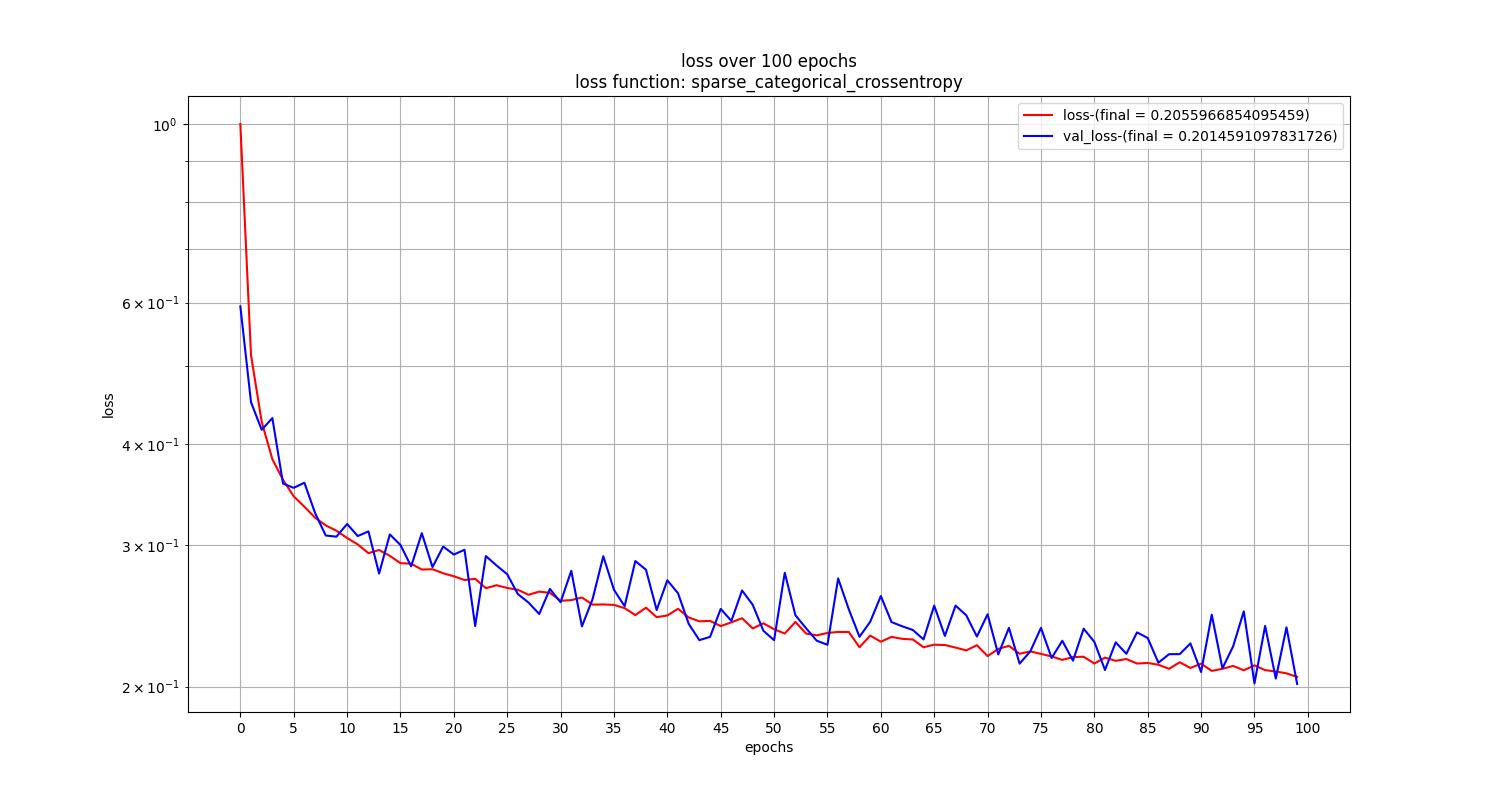 loss over 100 epochs
loss function: sparse_categorical_crossentropy
loss-(final = 0.2055966854095459)
val_loss-(final = 0.2014591097831726)
10⁰
6 × 10⁻¹
4 × 10⁻¹
3 × 10⁻¹
2 × 10⁻¹
loss
0 5 10 15 20 25 30 35 40 45 50 55 60 65 70 75 80 85 90 95 100
epochs